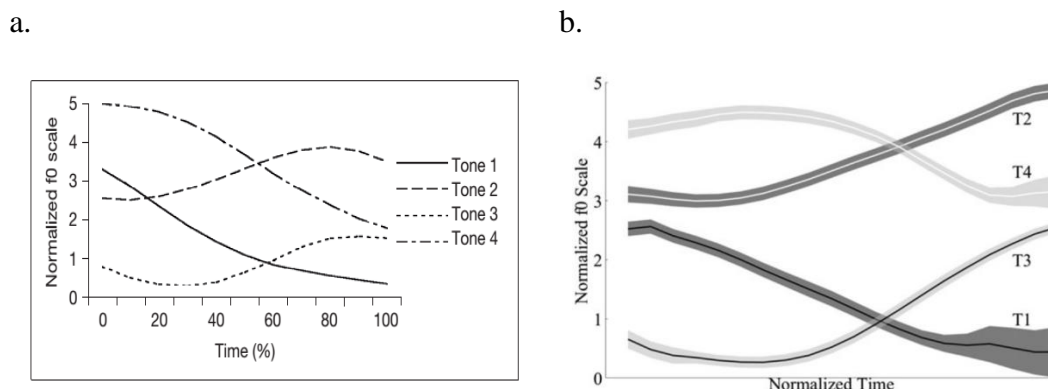 a.
b.
Normalized f0 scale
5
4
3
2
1
0
0 20 40 60 80 100
Time (%)
Tone 1
Tone 2
Tone 3
Tone 4
Normalized f0 Scale
5
4
3
2
1
0
T2
T4
T3
T1
Normalized Time